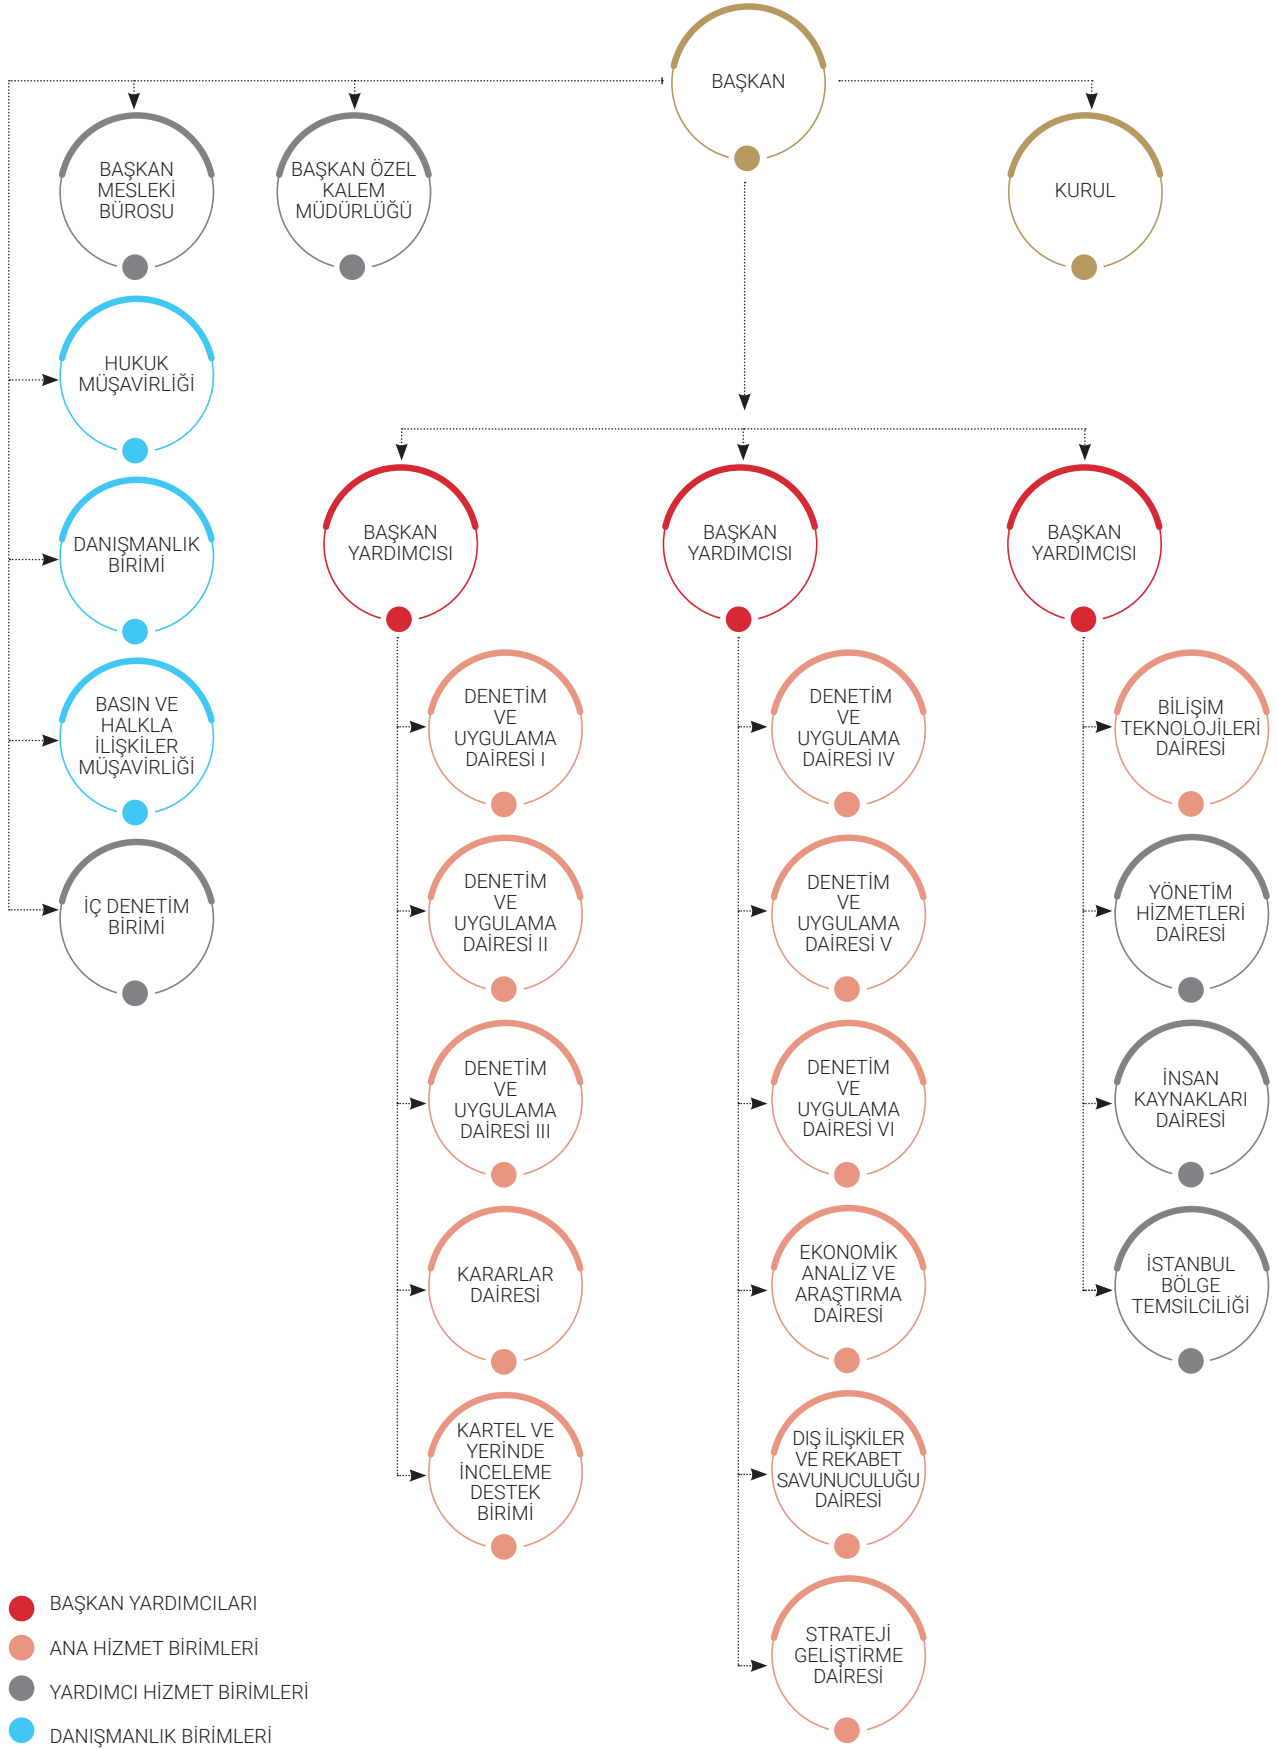 BAŞKAN
BAŞKAN
MESLEKİ
BÜROSU
BAŞKAN ÖZEL
KALEM
MÜDÜRLÜĞÜ
KURUL
HUKUK
MÜŞAVİRLİĞİ
DANIŞMANLIK
BİRİMİ
BASIN VE
HALKLA
İLİŞKİLER
MÜŞAVİRLİĞİ
İÇ DENETİM
BİRİMİ
BAŞKAN
YARDIMCISI
DENETİM
VE
UYGULAMA
DAİRESİ I
DENETİM
VE
UYGULAMA
DAİRESİ II
DENETİM
VE
UYGULAMA
DAİRESİ III
KARARLAR
DAİRESİ
KARTEL VE
YERİNDE
İNCELEME
DESTEK
BİRİMİ
BAŞKAN
YARDIMCISI
DENETİM
VE
UYGULAMA
DAİRESİ IV
DENETİM
VE
UYGULAMA
DAİRESİ V
DENETİM
VE
UYGULAMA
DAİRESİ VI
EKONOMİK
ANALİZ VE
ARAŞTIRMA
DAİRESİ
DIŞ İLİŞKİLER
VE REKABET
SAVUNUCULUĞU
DAİRESİ
STRATEJİ
GELİŞTİRME
DAİRESİ
BAŞKAN
YARDIMCISI
BİLİŞİM
TEKNOLOJİLERİ
DAİRESİ
YÖNETİM
HİZMETLERİ
DAİRESİ
İNSAN
KAYNAKLARI
DAİRESİ
İSTANBUL
BÖLGE
TEMSİLCİLİĞİ
BAŞKAN YARDIMCILARI
ANA HİZMET BİRİMLERİ
YARDIMCI HİZMET BİRİMLERİ
DANIŞMANLIK BİRİMLERİ